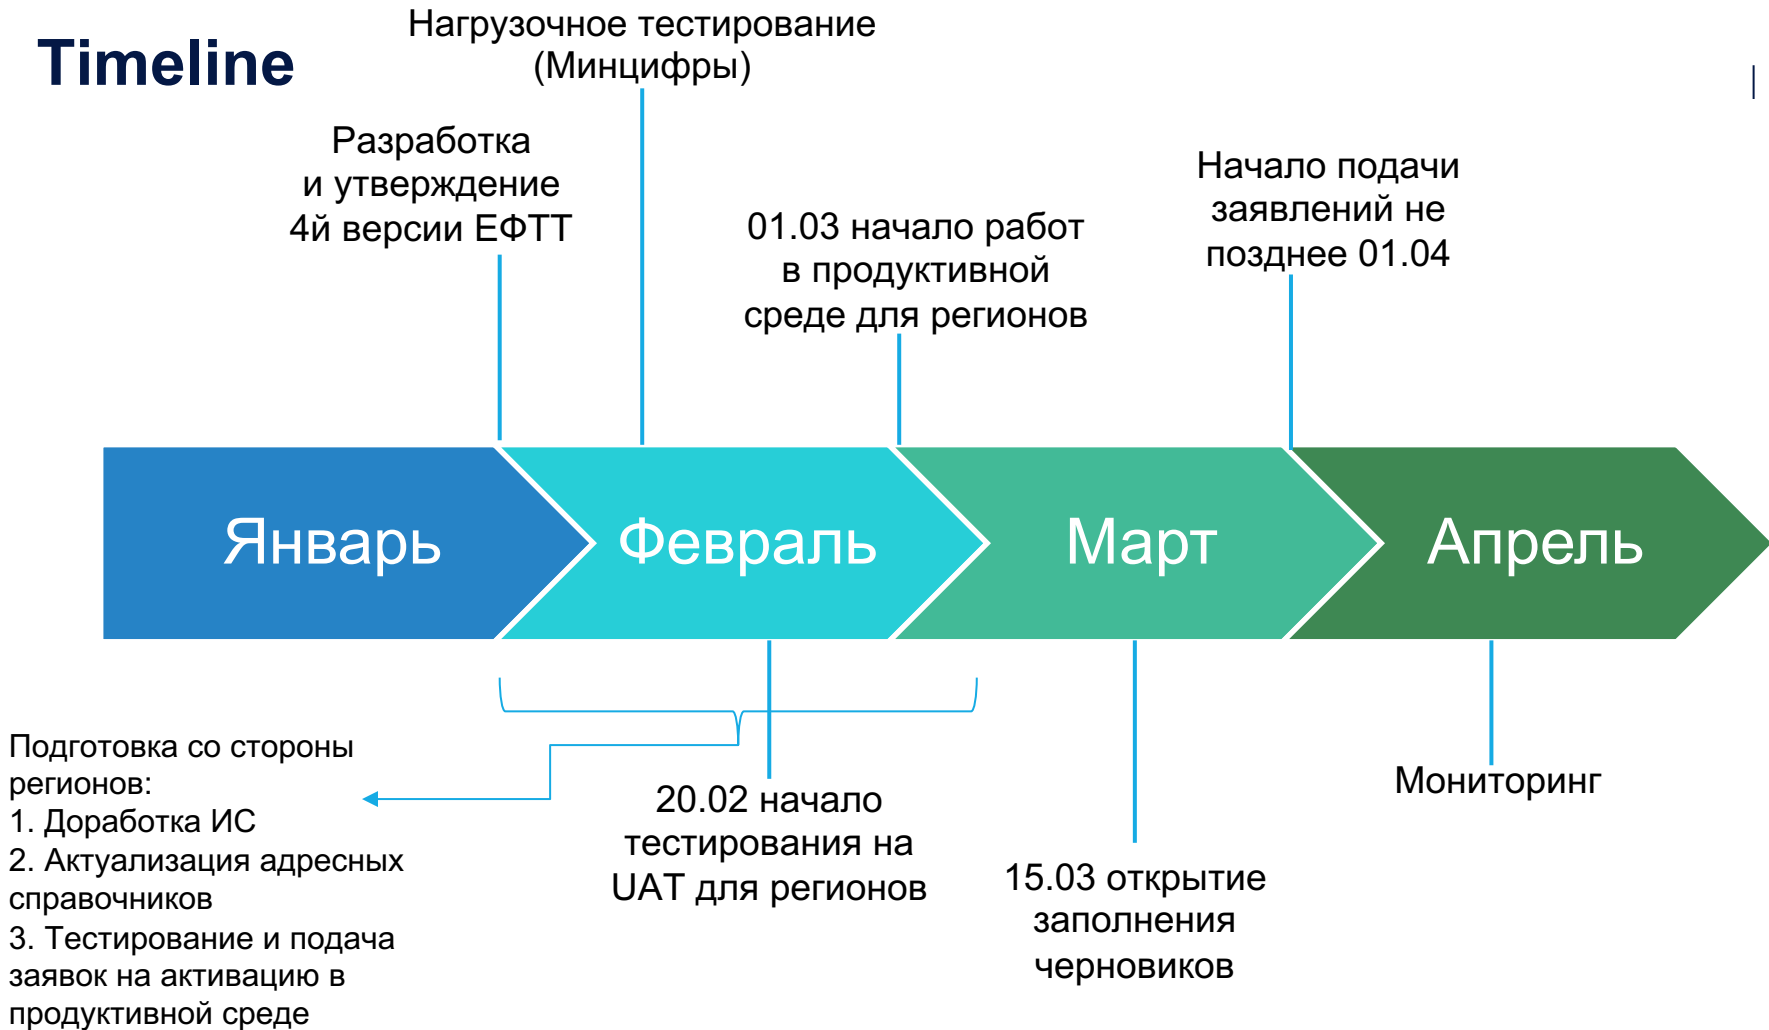 Timeline
Нагрузочное тестирование
(Минцифры)
Разработка
и утверждение
4й версии ЕФТТ
01.03 начало работ
в продуктивной
среде для регионов
Начало подачи
заявлений не
позднее 01.04
Январь
Февраль
Март
Апрель
Подготовка со стороны
регионов:
1. Доработка ИС
2. Актуализация адресных
справочников
3. Тестирование и подача
заявок на активацию в
продуктивной среде
20.02 начало
тестирования на
UAT для регионов
15.03 открытие
заполнения
черновиков
Мониторинг